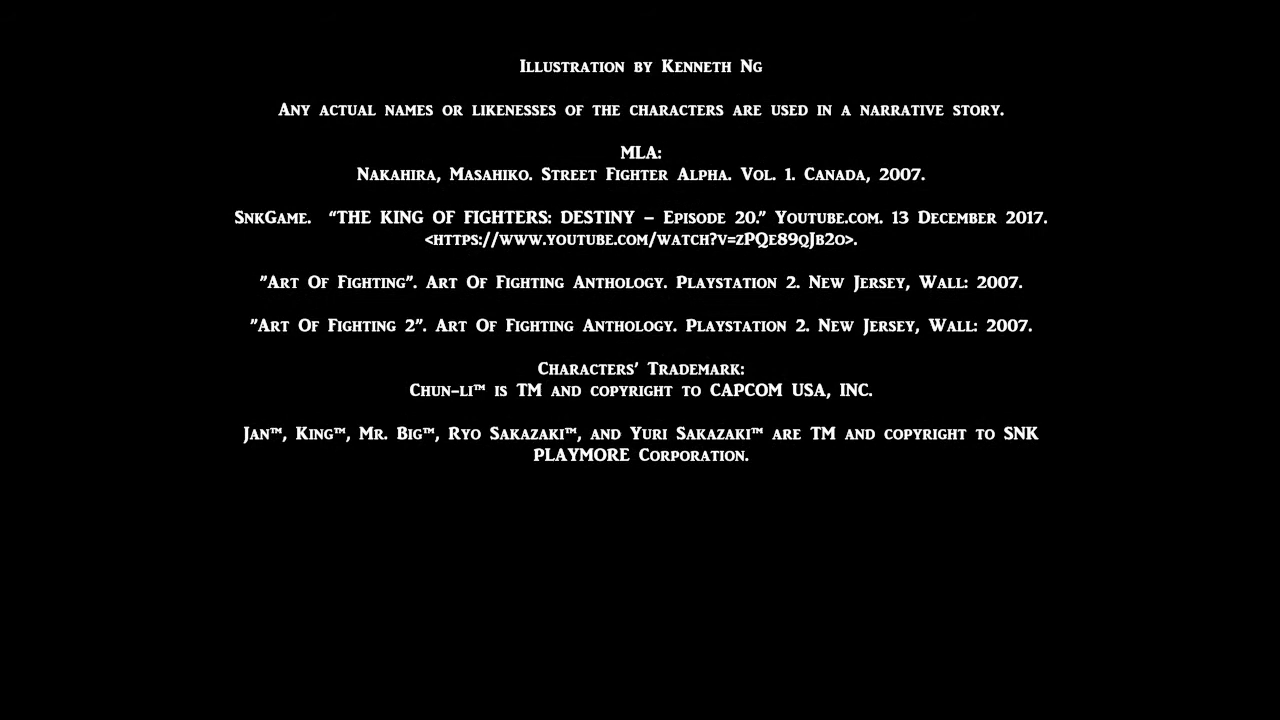 Illustration by Kenneth Ng
Any actual names or likenesses of the characters are used in a narrative story.
MLA:
Nakahira, Masahiko. Street Fighter Alpha. Vol. 1. Canada, 2007.
SnkGame. “THE KING OF FIGHTERS: DESTINY – Episode 20.” Youtube.com. 13 December 2017.
<https://www.youtube.com/watch?v=zPQe89qJb2o>.
”Art Of Fighting”. Art Of Fighting Anthology. Playstation 2. New Jersey, Wall: 2007.
”Art Of Fighting 2”. Art Of Fighting Anthology. Playstation 2. New Jersey, Wall: 2007.
Characters’ Trademark:
Chun-li™ is TM and copyright to CAPCOM USA, INC.
Jan™, King™, Mr. Big™, Ryo Sakazaki™, and Yuri Sakazaki™ are TM and copyright to SNK
PLAYMORE Corporation.